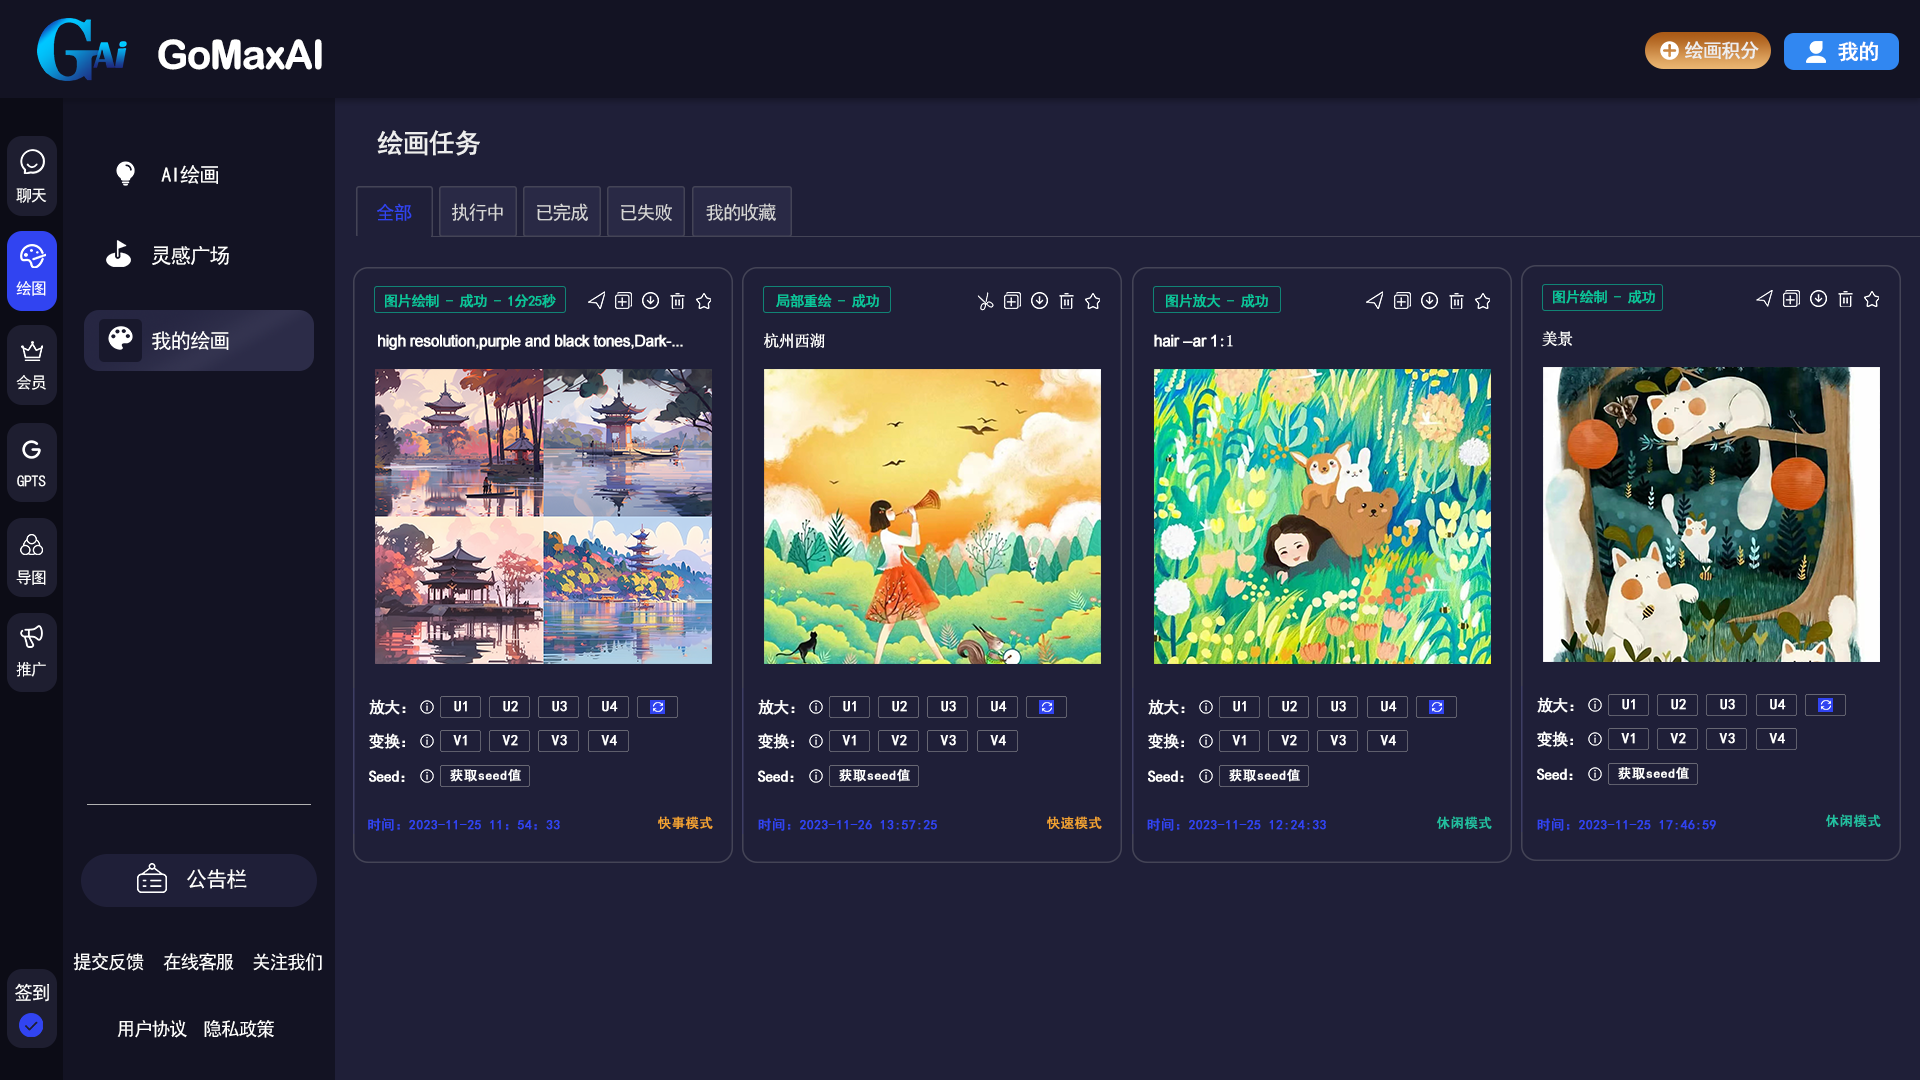 GAi GoMaxAI
绘画积分
我的
聊天
绘图
会员
GPTS
导图
推广
签到
AI绘画
灵感广场
我的绘画
公告栏
提交反馈 在线客服 关注我们
用户协议 隐私政策
绘画任务
全部 执行中 已完成 已失败 我的收藏
图片绘制 - 成功 - 1分25秒
high resolution,purple and black tones,Dark-...
放大： U1 U2 U3 U4
变换： V1 V2 V3 V4
Seed： 获取seed值
时间：2023-11-25 11：54：33 快事模式
局部重绘 - 成功
杭州西湖
放大： U1 U2 U3 U4
变换： V1 V2 V3 V4
Seed： 获取seed值
时间：2023-11-26 13:57:25 快速模式
图片放大 - 成功
hair –ar 1:1
放大： U1 U2 U3 U4
变换： V1 V2 V3 V4
Seed： 获取seed值
时间：2023-11-25 12:24:33 休闲模式
图片绘制 - 成功
美景
放大： U1 U2 U3 U4
变换： V1 V2 V3 V4
Seed： 获取seed值
时间：2023-11-25 17:46:59 休闲模式